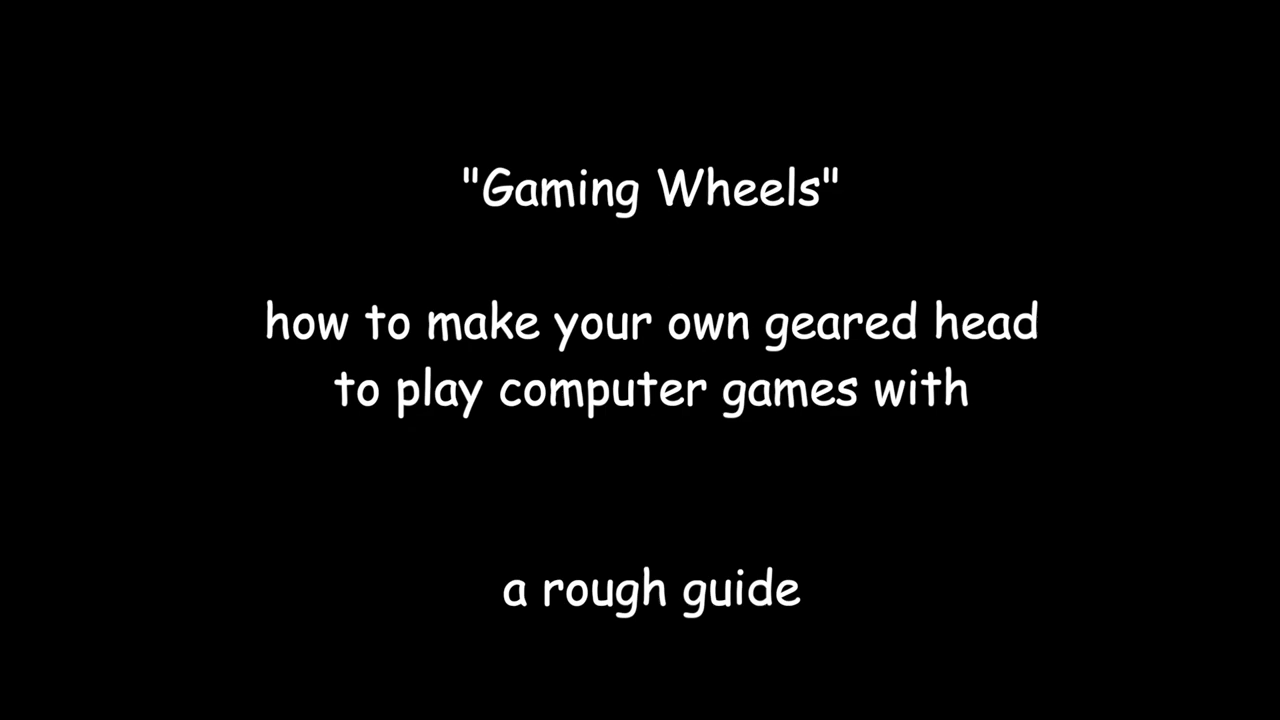 "Gaming Wheels"
how to make your own geared head
to play computer games with
a rough guide